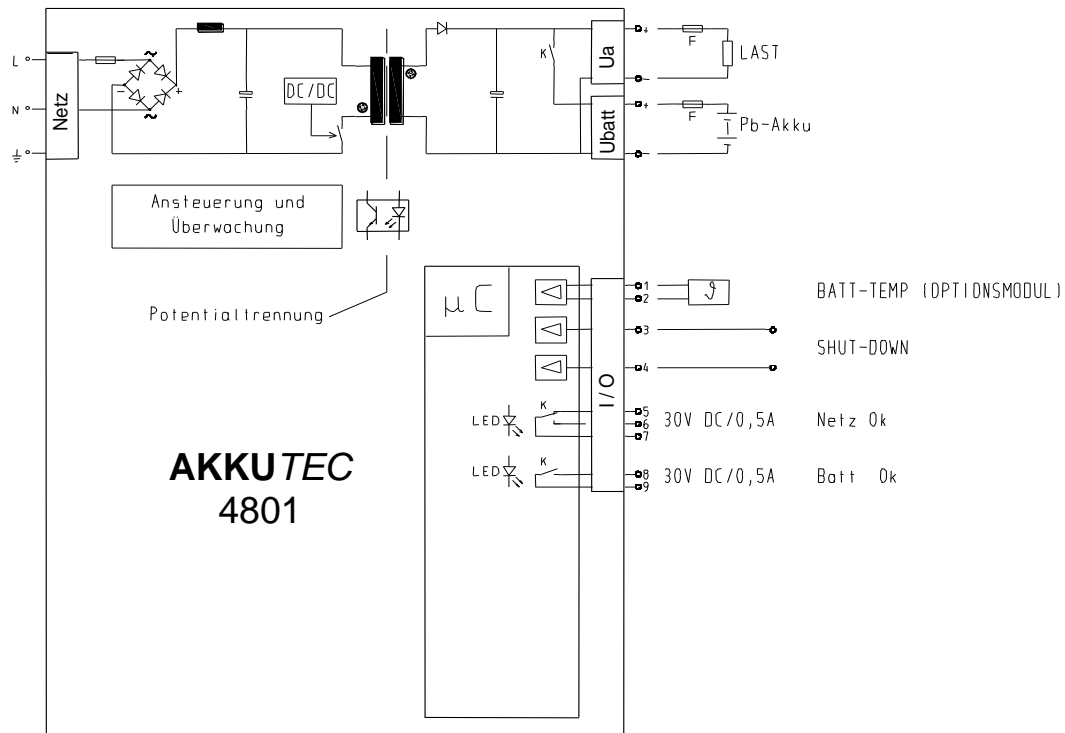 L
N
Netz
~
~
-
+
DC/DC
K
Ua
+
-
F
LAST
Ubatt
+
-
F
Pb-Akku
Ansteuerung und
Überwachung
Potentialtrennung
µC
I/O
1
2
ϑ
BATT-TEMP (OPTIONSMODUL)
3
SHUT-DOWN
4
LED
K
5
6
7
30V DC/0,5A
Netz Ok
LED
K
8
9
30V DC/0,5A
Batt Ok
AKKUTEC
4801